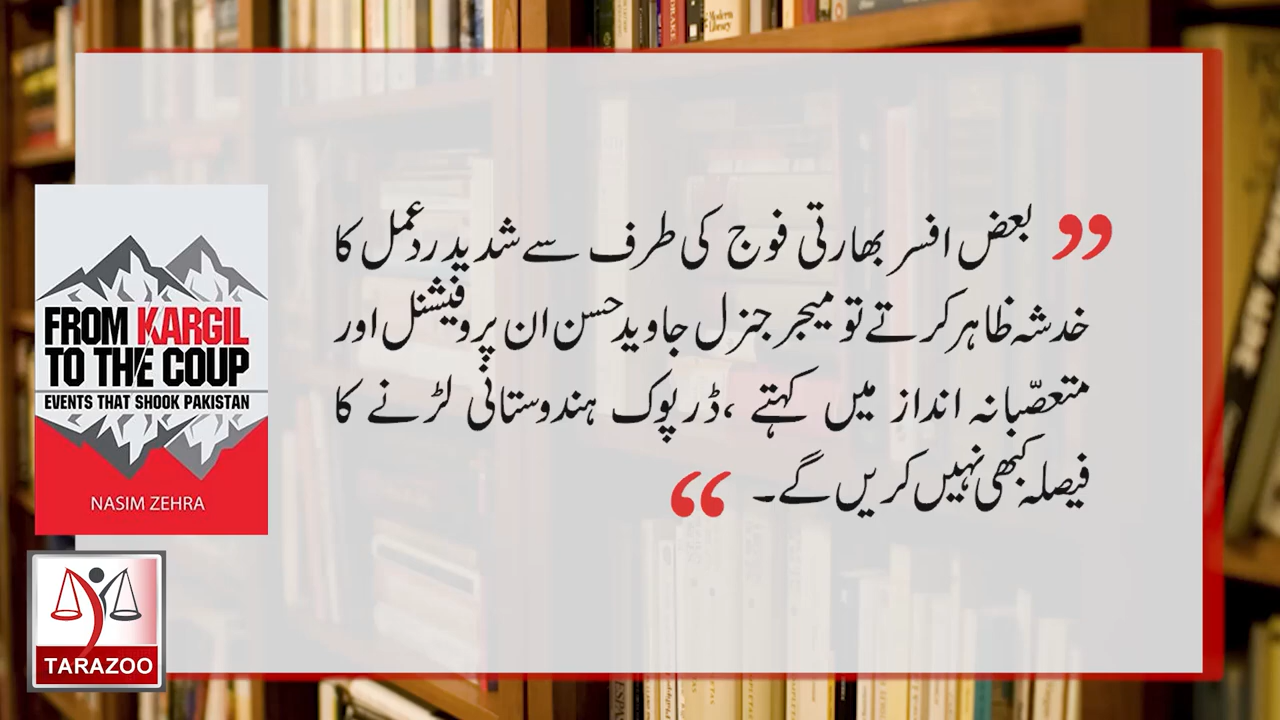 ”بعض افسر بھارتی فوج کی طرف سے شدید ردعمل کا
خدشہ ظاہر کرتے تو میجر جنرل جاوید حسن ان پروفیشنل اور
متعصّبانہ انداز میں کہتے ،ڈرپوک ہندوستانی لڑنے کا
فیصلہ کبھی نہیں کریں گے۔“
FROM KARGIL
TO THE COUP
EVENTS THAT SHOOK PAKISTAN
NASIM ZEHRA
TARAZOO
Modern
Library